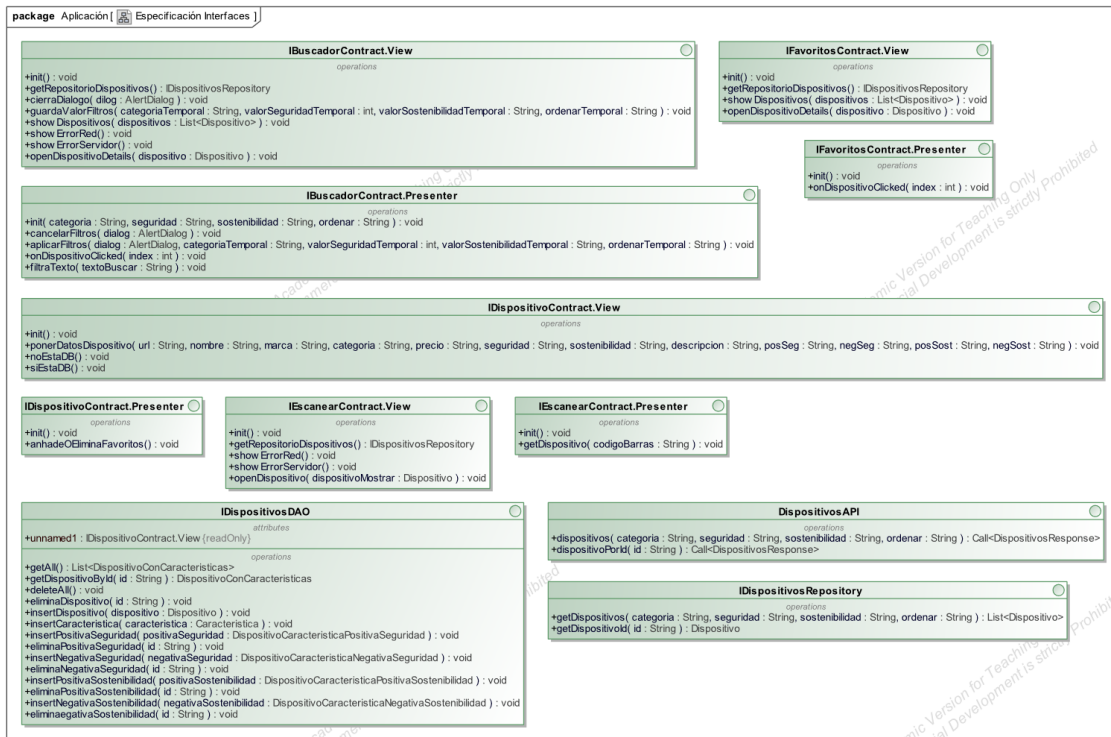 package Aplicación [ Especificación Interfaces ]
IBuscadorContract.View
operations
+init() : void
+getRepositorioDispositivos() : IDispositivosRepository
+cierraDialogo( dilog : AlertDialog ) : void
+guardaValorFiltros( categoriaTemporal : String, valorSeguridadTemporal : int, valorSostenibilidadTemporal : String, ordenarTemporal : String ) : void
+showDispositivos( dispositivos : List<Dispositivo> ) : void
+showErrorRed() : void
+showErrorServidor() : void
+openDispositivoDetails( dispositivo : Dispositivo ) : void
IFavoritosContract.View
operations
+init() : void
+getRepositorioDispositivos() : IDispositivosRepository
+showDispositivos( dispositivos : List<Dispositivo> ) : void
+openDispositivoDetails( dispositivo : Dispositivo ) : void
IFavoritosContract.Presenter
operations
+init() : void
+onDispositivoClicked( index : int ) : void
IBuscadorContract.Presenter
operations
+init( categoria : String, seguridad : String, sostenibilidad : String, ordenar : String ) : void
+cancelarFiltros( dialog : AlertDialog ) : void
+aplicarFiltros( dialog : AlertDialog, categoriaTemporal : String, valorSeguridadTemporal : int, valorSostenibilidadTemporal : String, ordenarTemporal : String ) : void
+onDispositivoClicked( index : int ) : void
+filtraTexto( textoBuscar : String ) : void
IDispositivoContract.View
operations
+init() : void
+ponerDatosDispositivo( url : String, nombre : String, marca : String, categoria : String, precio : String, seguridad : String, sostenibilidad : String, descripcion : String, posSeg : String, negSeg : String, posSost : String, negSost : String ) : void
+noEstaDB() : void
+siEstaDB() : void
IDispositivoContract.Presenter
operations
+init() : void
+anhadeOEliminaFavoritos() : void
IEscanearContract.View
operations
+init() : void
+getRepositorioDispositivos() : IDispositivosRepository
+showErrorRed() : void
+showErrorServidor() : void
+openDispositivo( dispositivoMostrar : Dispositivo ) : void
IEscanearContract.Presenter
operations
+init() : void
+getDispositivo( codigoBarras : String ) : void
IDispositivosDAO
attributes
+unnamed1 : IDispositivoContract.View{readOnly}
operations
+getAll() : List<DispositivoConCaracteristicas>
+getDispositivoById( id : String ) : DispositivoConCaracteristicas
+deleteAll() : void
+eliminaDispositivo( id : String ) : void
+insertDispositivo( dispositivo : Dispositivo ) : void
+insertCaracteristica( caracteristica : Caracteristica ) : void
+insertPositivaSeguridad( positivaSeguridad : DispositivoCaracteristicaPositivaSeguridad ) : void
+eliminaPositivaSeguridad( id : String ) : void
+insertNegativaSeguridad( negativaSeguridad : DispositivoCaracteristicaNegativaSeguridad ) : void
+eliminaNegativaSeguridad( id : String ) : void
+insertPositivaSostenibilidad( positivaSostenibilidad : DispositivoCaracteristicaPositivaSostenibilidad ) : void
+eliminaPositivaSostenibilidad( id : String ) : void
+insertNegativaSostenibilidad( negativaSostenibilidad : DispositivoCaracteristicaNegativaSostenibilidad ) : void
+eliminaegativaSostenibilidad( id : String ) : void
DispositivosAPI
operations
+dispositivos( categoria : String, seguridad : String, sostenibilidad : String, ordenar : String ) : Call<DispositivosResponse>
+dispositivoPorId( id : String ) : Call<DispositivosResponse>
IDispositivosRepository
operations
+getDispositivos( categoria : String, seguridad : String, sostenibilidad : String, ordenar : String ) : List<Dispositivo>
+getDispositivoId( id : String ) : Dispositivo